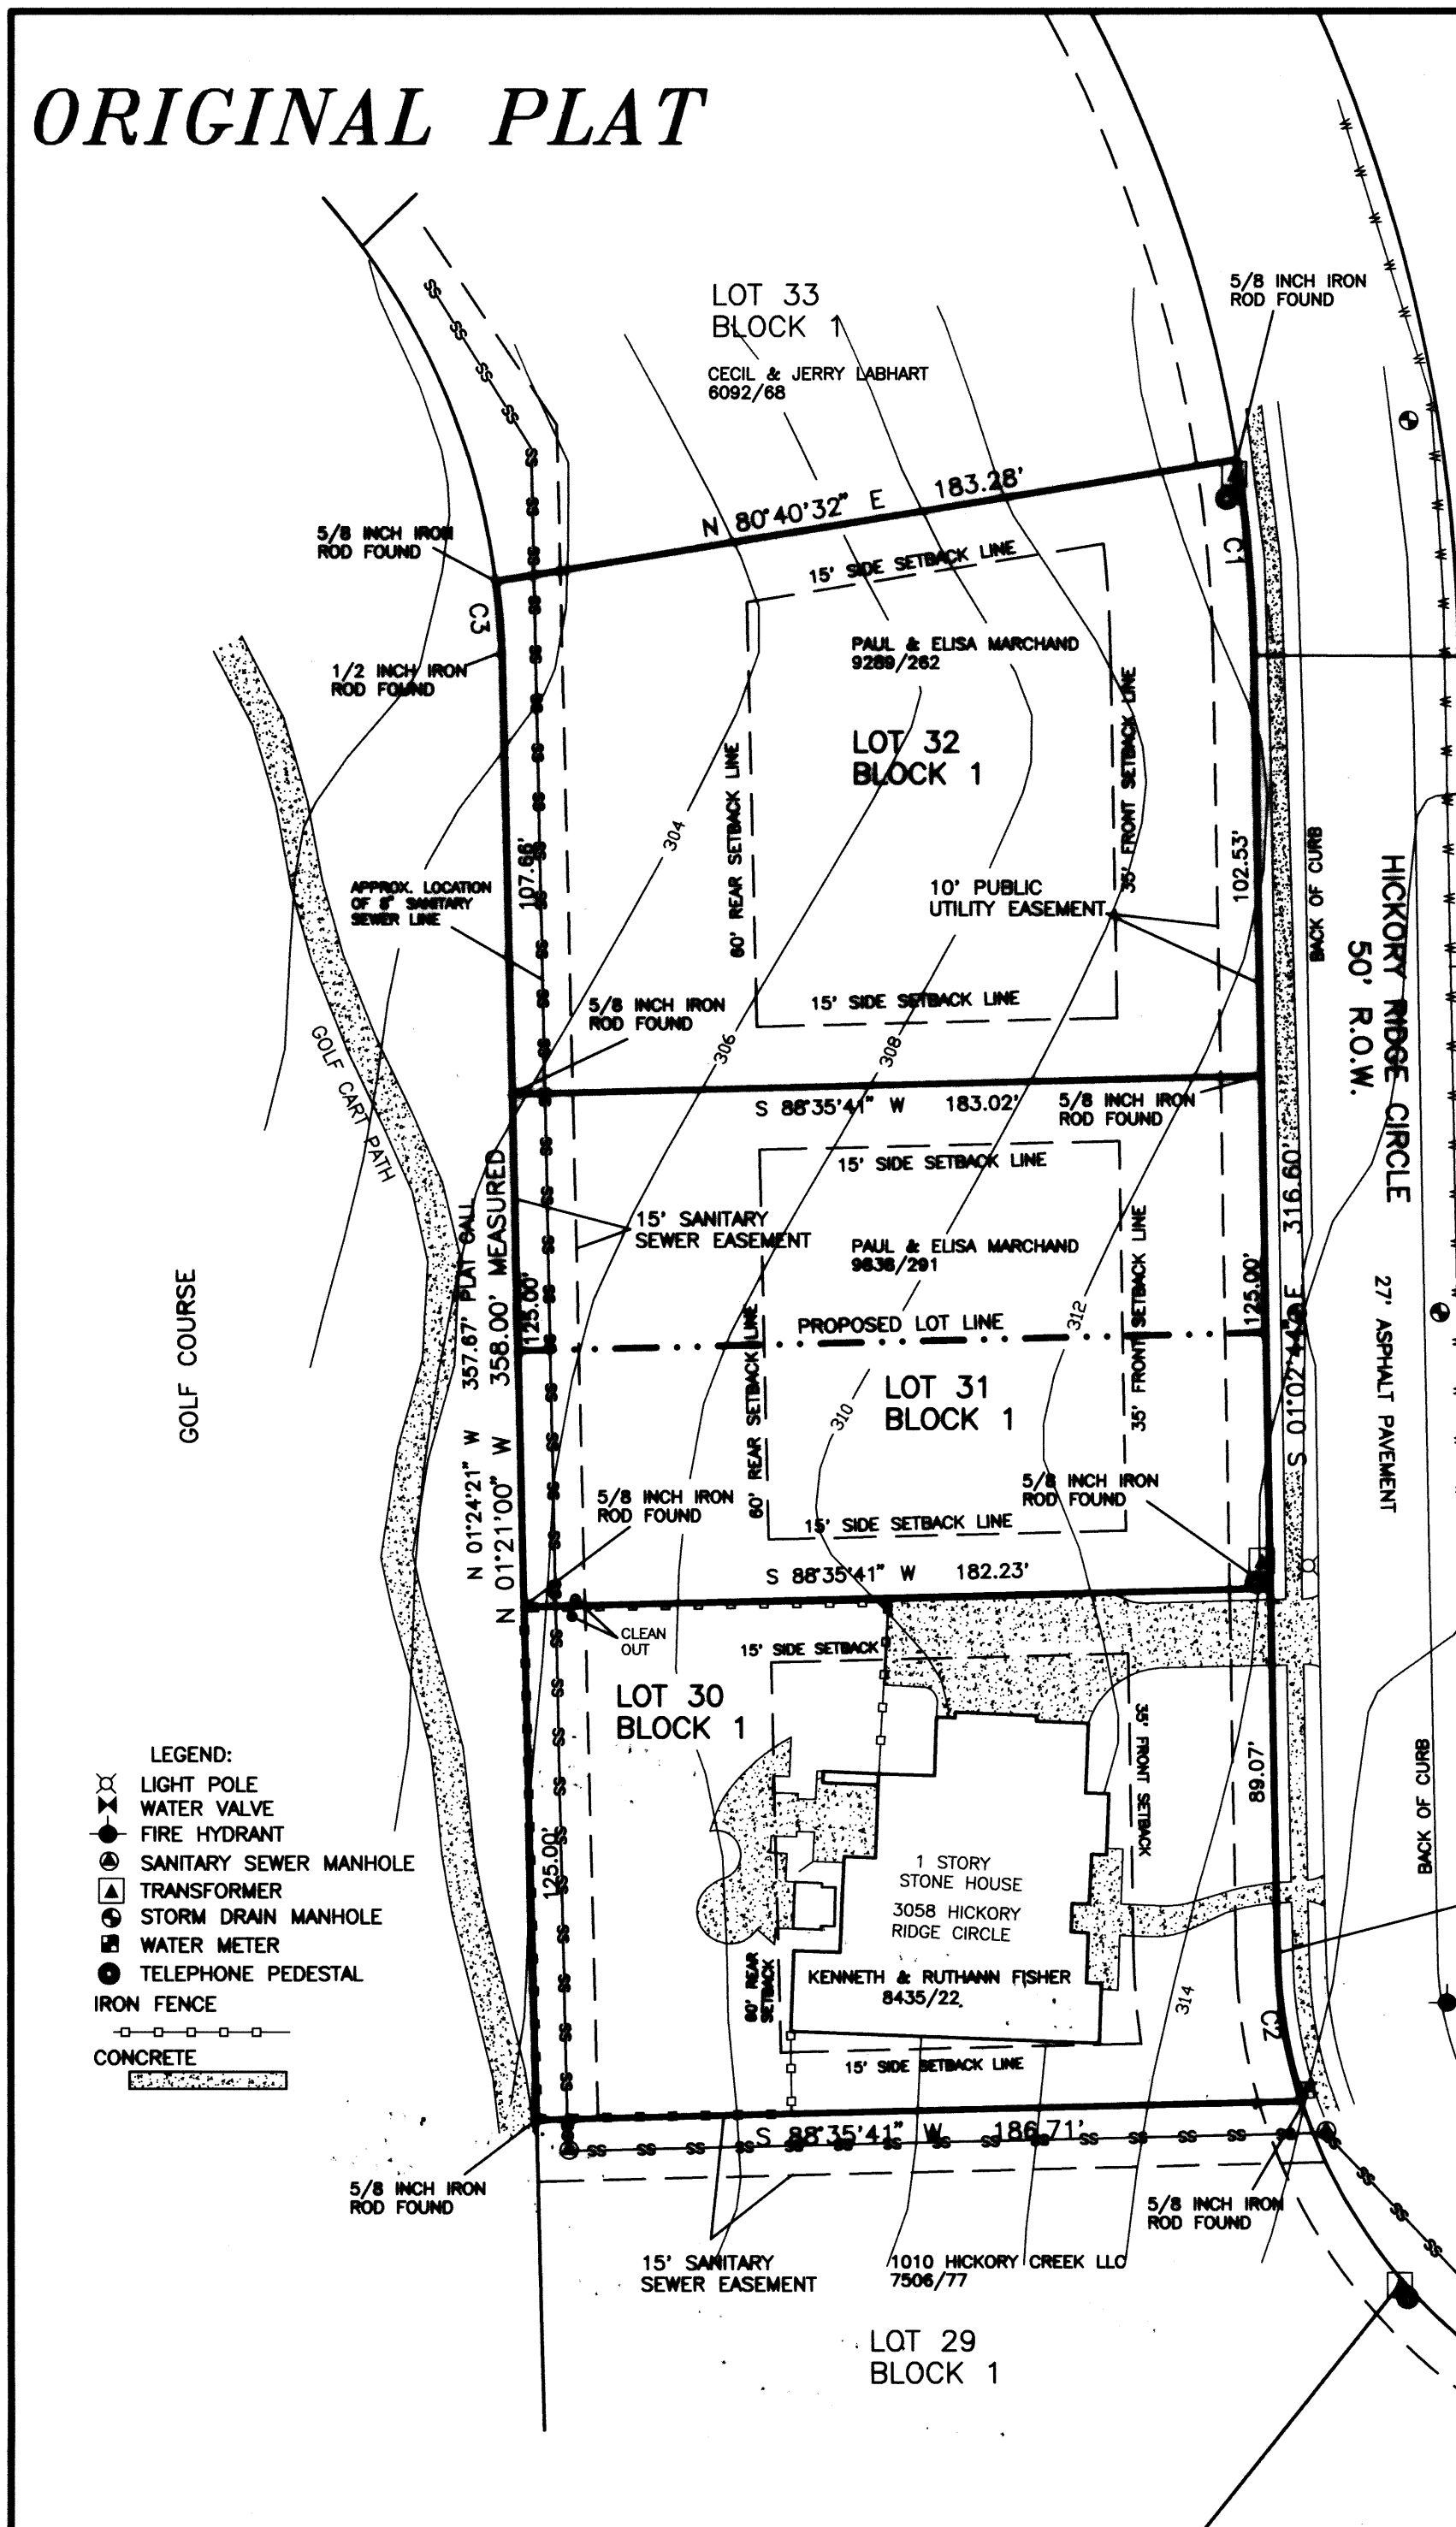 ORIGINAL PLAT
LOT 33
BLOCK 1
CECIL & JERRY LABHART
6092/68
5/8 INCH IRON
ROD FOUND
N 80°40'32" E 183.28'
5/8 INCH IRON
ROD FOUND
C3
C1
1/2 INCH IRON
ROD FOUND
15' SIDE SETBACK LINE
PAUL & ELISA MARCHAND
9289/262
LOT 32
BLOCK 1
60' REAR SETBACK LINE
35' FRONT SETBACK LINE
304
107.66'
102.53'
APPROX. LOCATION
OF 8" SANITARY
SEWER LINE
10' PUBLIC
UTILITY EASEMENT
BACK OF CURB
HICKORY RIDGE CIRCLE
50' R.O.W.
15' SIDE SETBACK LINE
5/8 INCH IRON
ROD FOUND
306
308
GOLF CART PATH
S 88°35'41" W 183.02'
5/8 INCH IRON
ROD FOUND
15' SIDE SETBACK LINE
15' SANITARY
SEWER EASEMENT
PAUL & ELISA MARCHAND
9636/291
PROPOSED LOT LINE
312
125.00'
125.00'
N 01°24'21" W 357.67' PLAT CALL
N 01°21'00" W 358.00' MEASURED
S 01°02'44" E 316.60'
27' ASPHALT PAVEMENT
GOLF COURSE
60' REAR SETBACK LINE
35' FRONT SETBACK LINE
LOT 31
BLOCK 1
310
5/8 INCH IRON
ROD FOUND
5/8 INCH IRON
ROD FOUND
15' SIDE SETBACK LINE
S 88°35'41" W 182.23'
CLEAN
OUT
15' SIDE SETBACK
LOT 30
BLOCK 1
35' FRONT SETBACK
89.07'
BACK OF CURB
125.00'
1 STORY
STONE HOUSE
3058 HICKORY
RIDGE CIRCLE
KENNETH & RUTHANN FISHER
8435/22
60' REAR
SETBACK
314
C2
15' SIDE SETBACK LINE
LEGEND:
LIGHT POLE
WATER VALVE
FIRE HYDRANT
SANITARY SEWER MANHOLE
TRANSFORMER
STORM DRAIN MANHOLE
WATER METER
TELEPHONE PEDESTAL
IRON FENCE
CONCRETE
S 88°35'41" W 186.71'
5/8 INCH IRON
ROD FOUND
5/8 INCH IRON
ROD FOUND
15' SANITARY
SEWER EASEMENT
1010 HICKORY CREEK LLC
7506/77
LOT 29
BLOCK 1